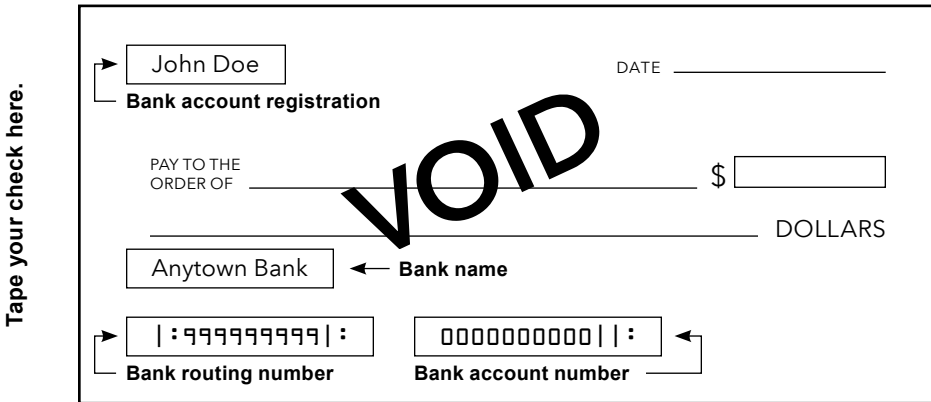 Tape your check here.
John Doe
DATE
Bank account registration
VOID
PAY TO THE
ORDER OF
$
DOLLARS
Anytown Bank
Bank name
|:999999999|:
0000000000||:
Bank routing number
Bank account number